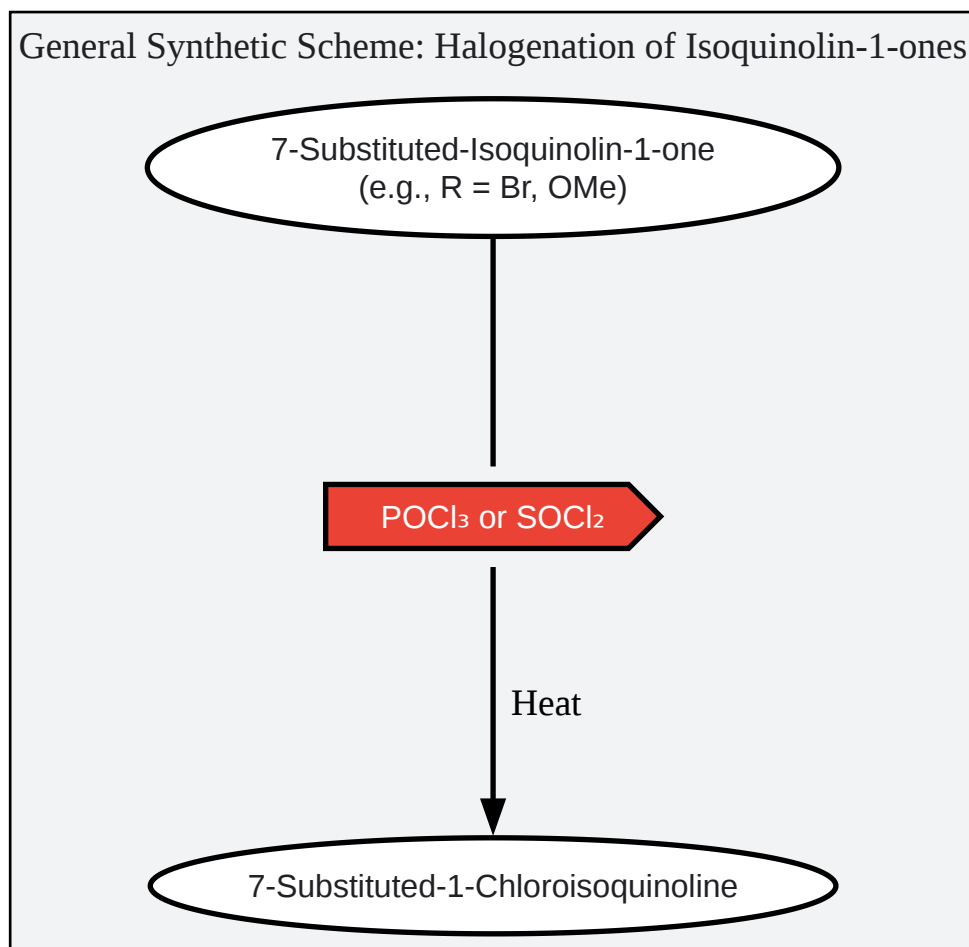 General Synthetic Scheme: Halogenation of Isoquinolin-1-ones
7-Substituted-Isoquinolin-1-one
(e.g., R = Br, OMe)
POCl₃ or SOCl₂
Heat
7-Substituted-1-Chloroisoquinoline